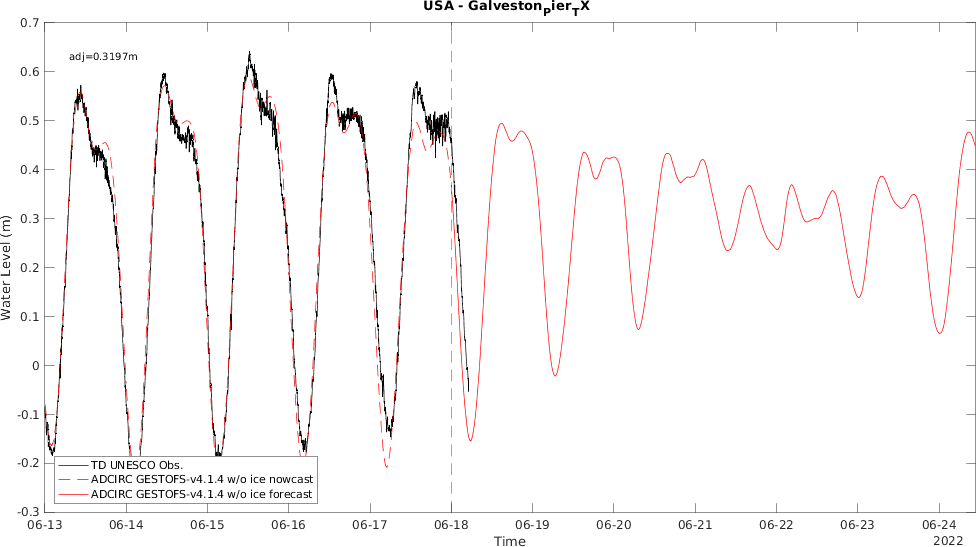 USA - Galveston_Pier_TX
adj=0.3197m
Water Level (m)
0.7
0.6
0.5
0.4
0.3
0.2
0.1
0
-0.1
-0.2
-0.3
TD UNESCO Obs.
ADCIRC GESTOFS-v4.1.4 w/o ice nowcast
ADCIRC GESTOFS-v4.1.4 w/o ice forecast
06-13 06-14 06-15 06-16 06-17 06-18 06-19 06-20 06-21 06-22 06-23 06-24
Time
2022